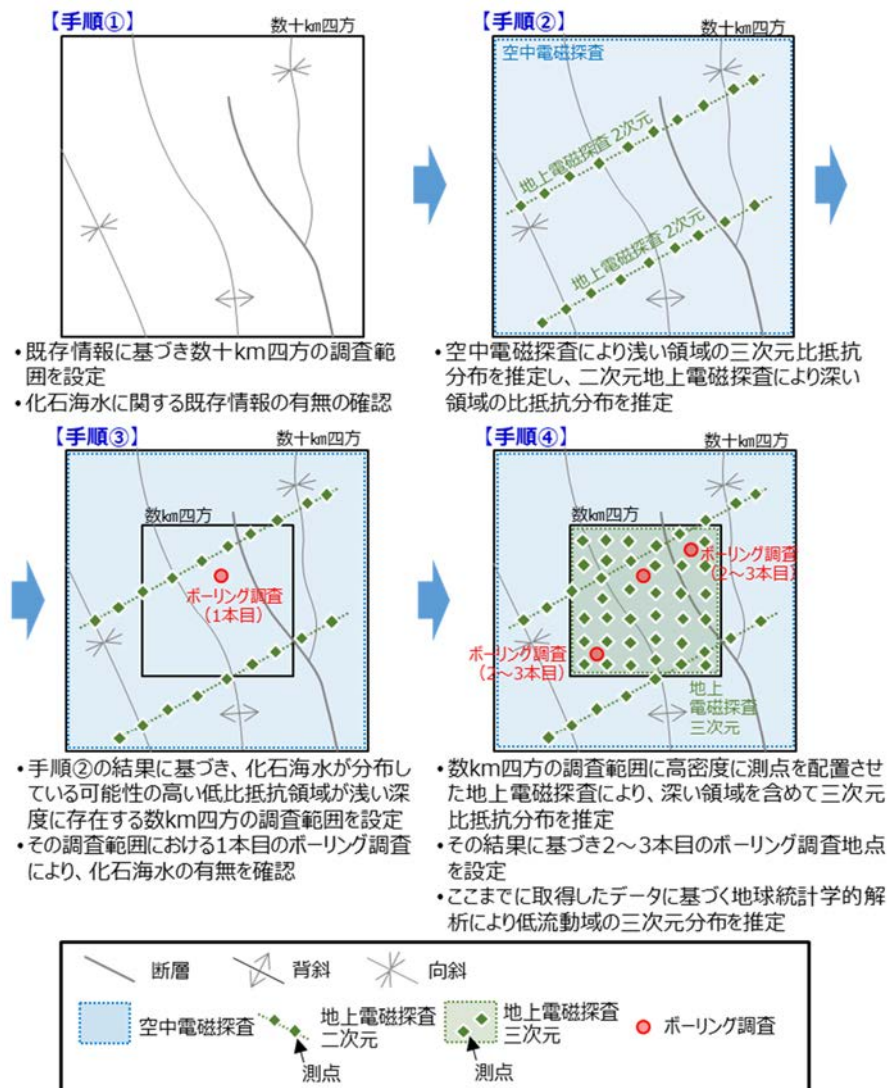 【手順①】
数十km四方
【手順②】
数十km四方
空中電磁探査
地上電磁探査 2次元
地上電磁探査 2次元
・既存情報に基づき数十km四方の調査範
囲を設定
・化石海水に関する既存情報の有無の確認
・空中電磁探査により浅い領域の三次元比抵抗
分布を推定し、二次元地上電磁探査により深い
領域の比抵抗分布を推定
【手順③】
数十km四方
数km四方
ボーリング調査
（1本目）
【手順④】
数十km四方
数km四方
ボーリング調査
（2～3本目）
ボーリング調査
（2～3本目）
地上
電磁探査
三次元
・手順②の結果に基づき、化石海水が分布し
ている可能性の高い低比抵抗領域が浅い深
度に存在する数km四方の調査範囲を設定
・その調査範囲における1本目のボーリング調査
により、化石海水の有無を確認
・数km四方の調査範囲に高密度に測点を配置させ
た地上電磁探査により、深い領域を含めて三次元
比抵抗分布を推定
・その結果に基づき2～3本目のボーリング調査地点
を設定
・ここまでに取得したデータに基づく地球統計学的解
析により低流動域の三次元分布を推定
断層
背斜
向斜
空中電磁探査
地上電磁探査
二次元
測点
地上電磁探査
三次元
測点
ボーリング調査